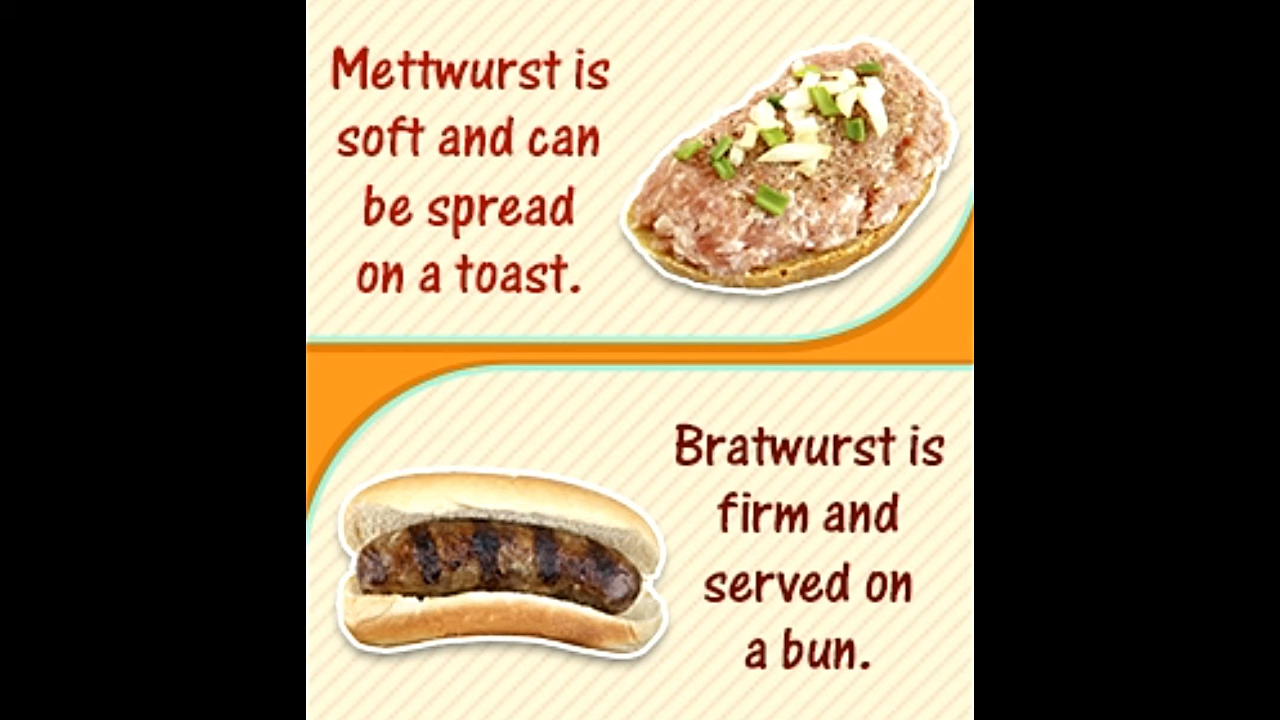 Mettwurst is
soft and can
be spread
on a toast.
Bratwurst is
firm and
served on
a bun.